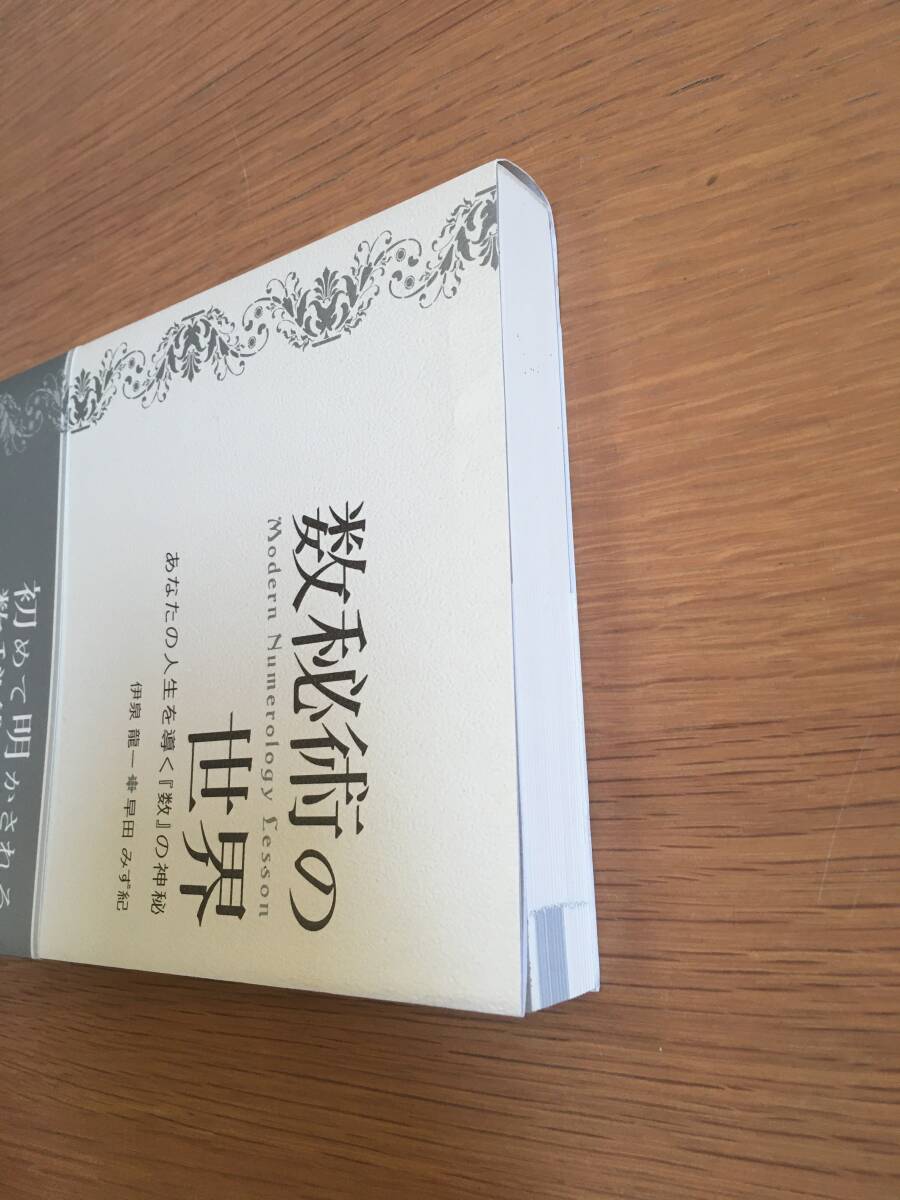 数秘術の
世界
Modern Numerology Lesson
あなたの人生を導く『数』の神秘
伊泉 龍一 ❉ 早田 みず紀
初めて明かされる